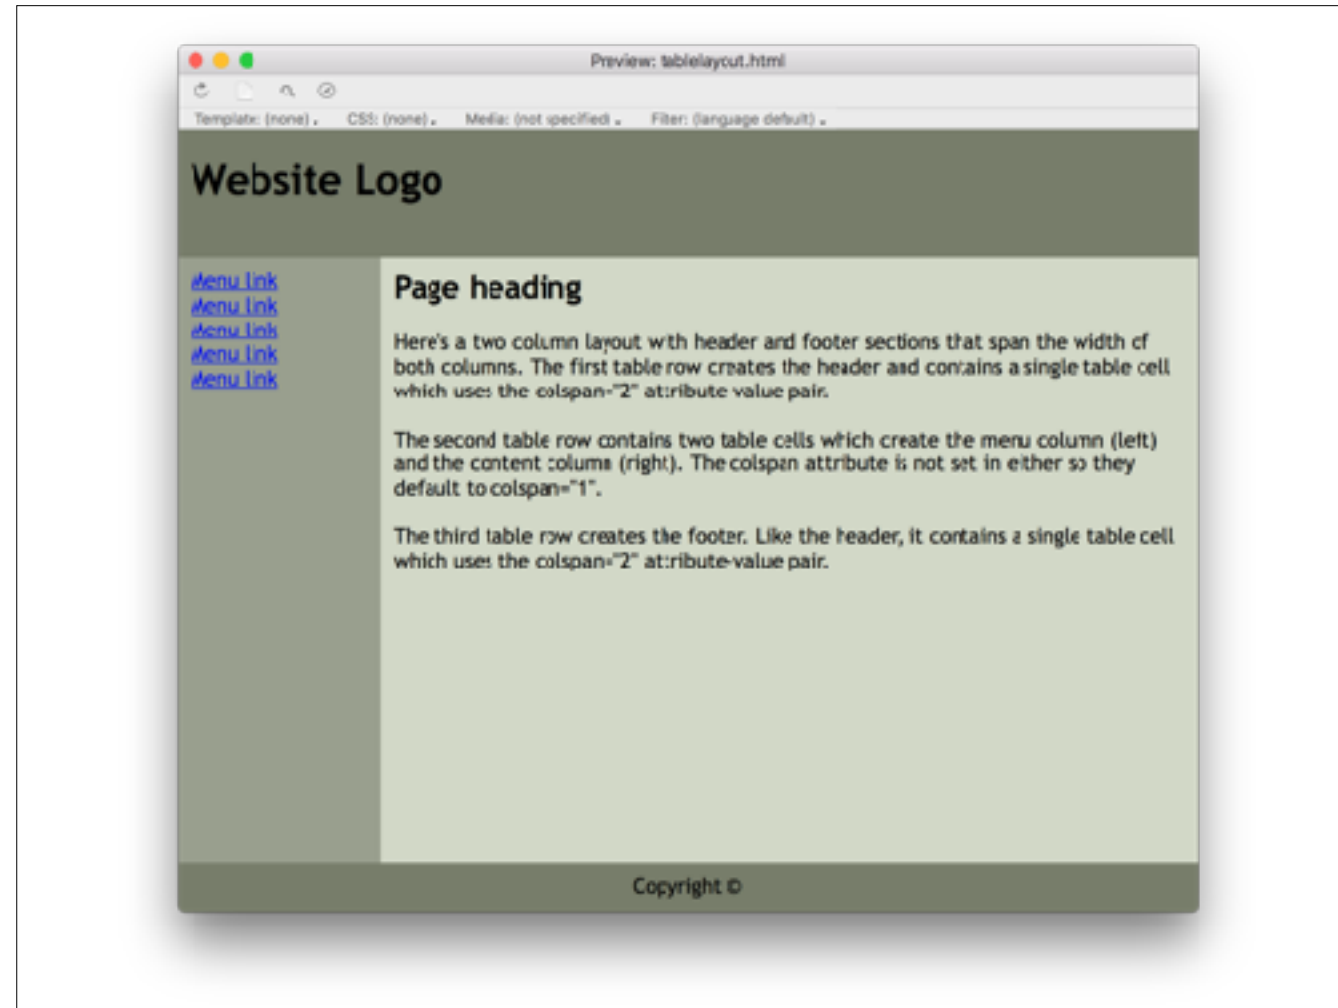 Preview: tablelayout.html
Template: (none) CSS: (none) Media: (not specified) Filter: (language default)
Website Logo
Menu link
Menu link
Menu link
Menu link
Menu link
Page heading
Here's a two column layout with header and footer sections that span the width of
both columns. The first table row creates the header and contains a single table cell
which uses the colspan="2" attribute-value pair.
The second table row contains two table cells which create the menu column (left)
and the content column (right). The colspan attribute is not set in either so they
default to colspan="1".
The third table row creates the footer. Like the header, it contains a single table cell
which uses the colspan="2" attribute-value pair.
Copyright ©